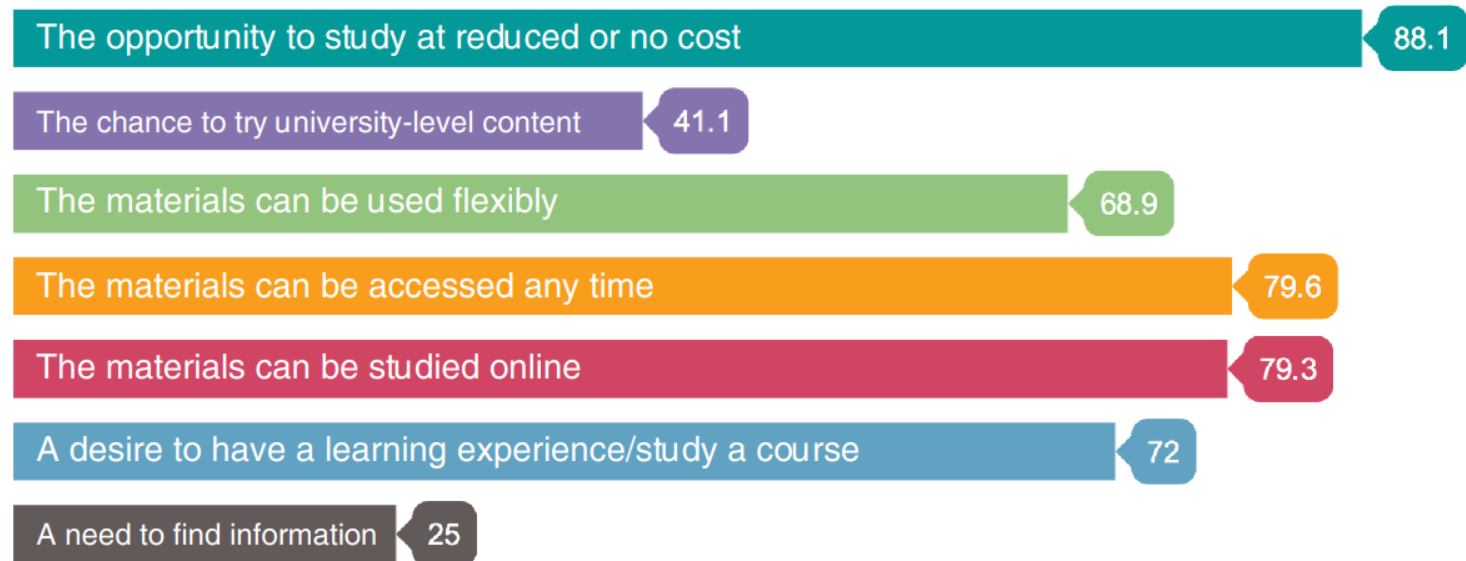 The opportunity to study at reduced or no cost 88.1
The chance to try university-level content 41.1
The materials can be used flexibly 68.9
The materials can be accessed any time 79.6
The materials can be studied online 79.3
A desire to have a learning experience/study a course 72
A need to find information 25